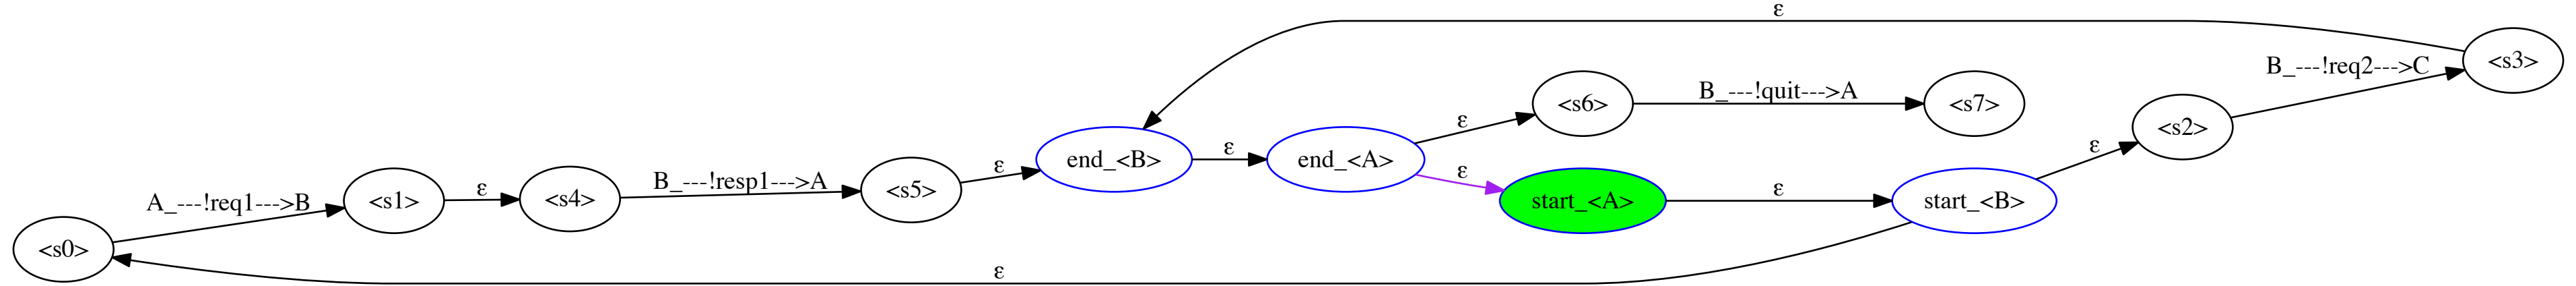 ε
<s3>
B_---!req2--->C
<s6>
B_---!quit--->A
<s7>
ε
<s2>
ε
end_<B>
ε
end_<A>
ε
start_<A>
ε
start_<B>
ε
<s5>
B_---!resp1--->A
<s4>
ε
<s1>
A_---!req1--->B
<s0>
ε